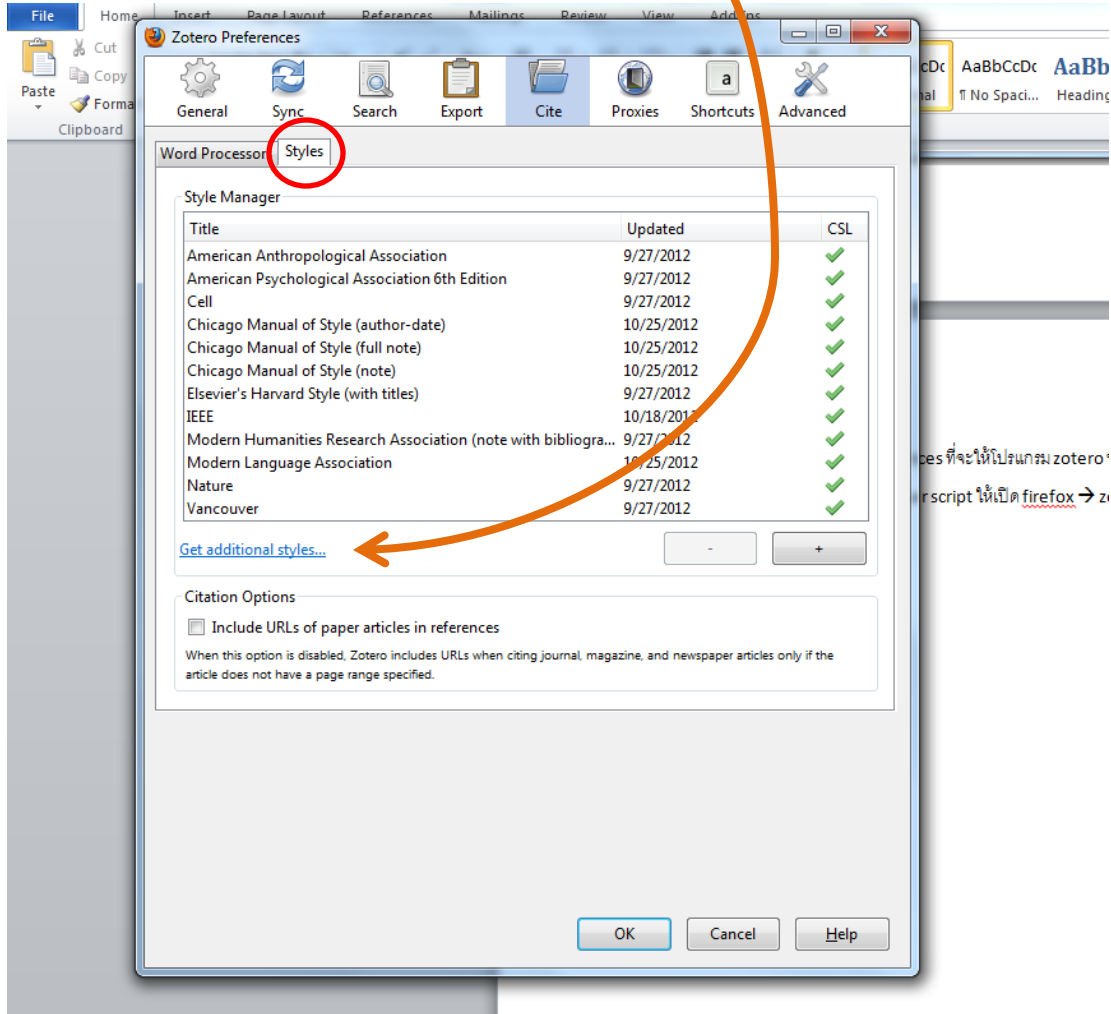 File Home Insert Page Layout References Mailings Review View Add-Ins
Zotero Preferences
Cut
Copy
Paste
Forma
Clipboard
General Sync Search Export Cite Proxies Shortcuts Advanced
a
AaBbCcDc AaBb
¶ No Spaci... Heading
Word Processor Styles
Style Manager
Title Updated CSL
American Anthropological Association 9/27/2012
American Psychological Association 6th Edition 9/27/2012
Cell 9/27/2012
Chicago Manual of Style (author-date) 10/25/2012
Chicago Manual of Style (full note) 10/25/2012
Chicago Manual of Style (note) 10/25/2012
Elsevier's Harvard Style (with titles) 9/27/2012
IEEE 10/18/2012
Modern Humanities Research Association (note with bibliogra... 9/27/2012
Modern Language Association 10/25/2012
Nature 9/27/2012
Vancouver 9/27/2012
Get additional styles... - +
Citation Options
Include URLs of paper articles in references
When this option is disabled, Zotero includes URLs when citing journal, magazine, and newspaper articles only if the
article does not have a page range specified.
OK Cancel Help
ces ที่จะให้โปรแกรม zotero
r script ให้เปิด firefox → z